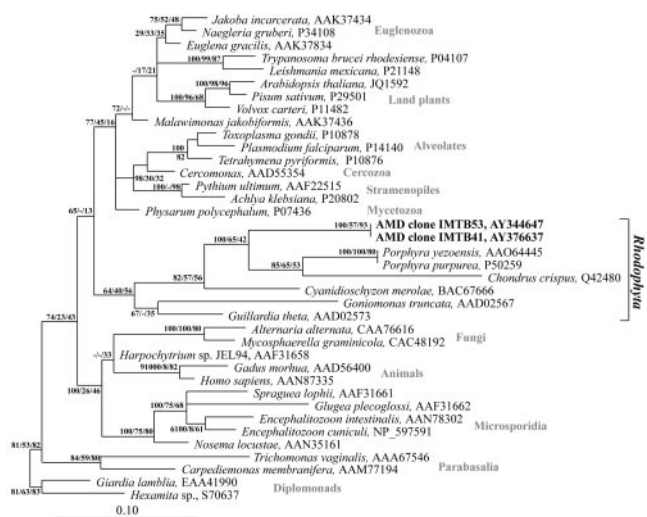 75/52/48
Jakoba incarcerata, AAK37434
29/33/35
Naegleria gruberi, P34108
Euglenozoa
Euglena gracilis, AAK37834
100/99/87
Trypanosoma brucei rhodesiense, P04107
-/17/21
Leishmania mexicana, P21148
100/98/96
Arabidopsis thaliana, JQ1592
100/96/68
Pisum sativum, P29501
Land plants
Volvox carteri, P11482
72/-/-
Malawimonas jakobiformis, AAK37436
77/45/16
Toxoplasma gondii, P10878
100
82
Plasmodium falciparum, P14140
Alveolates
Tetrahymena pyriformis, P10876
Cercomonas, AAD55354
Cercozoa
98/30/32
100/-/98
Pythium ultimum, AAF22515
Stramenopiles
Achlya klebsiana, P20802
65/-/13
Physarum polycephalum, P07436
Mycetozoa
100/57/93
AMD clone IMTB53, AY344647
100/65/42
AMD clone IMTB41, AY376637
100/100/80
Porphyra yezoensis, AAO64445
85/65/53
Porphyra purpurea, P50259
Rhodophyta
Chondrus crispus, Q42480
82/57/56
Cyanidioschyzon merolae, BAC67666
64/40/56
Goniomonas truncata, AAD02567
67/-/35
Guillardia theta, AAD02573
74/23/43
100/100/80
Alternaria alternata, CAA76616
Fungi
Mycosphaerella graminicola, CAC48192
-/-/33
Harpochytrium sp. JEL94, AAF31658
91000/8/82
Gadus morhua, AAD56400
Animals
Homo sapiens, AAN87335
100/26/46
Spraguea lophii, AAF31661
100/75/68
Glugea plecoglossi, AAF31662
Encephalitozoon intestinalis, AAN78302
Microsporidia
6100/8/61
Encephalitozoon cuniculi, NP_597591
100/75/80
Nosema locustae, AAN35161
81/53/82
84/59/80
Trichomonas vaginalis, AAA67546
Parabasalia
Carpediemonas membranifera, AAM77194
Giardia lamblia, EAA41990
Diplomonads
81/63/83
Hexamita sp., S70637
0.10